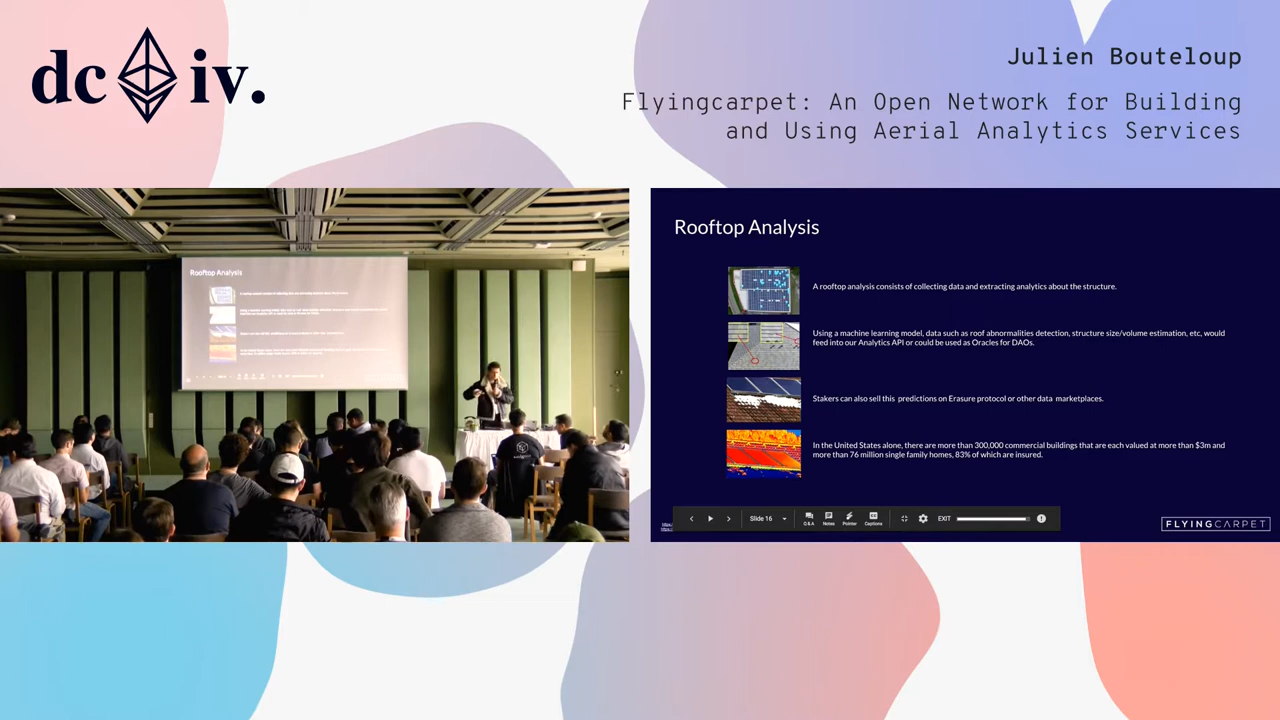 dc iv.
Julien Bouteloup
Flyingcarpet: An Open Network for Building
and Using Aerial Analytics Services
Rooftop Analysis
Rooftop Analysis
A rooftop analysis consists of collecting data and extracting analytics about the structure.
Using a machine learning model, data such as roof abnormalities detection, structure size/volume estimation, etc, would
feed into our Analytics API or could be used as Oracles for DAOs.
Stakers can also sell this predictions on Erasure protocol or other data marketplaces.
In the United States alone, there are more than 300,000 commercial buildings that are each valued at more than $3m and
more than 76 million single family homes, 83% of which are insured.
Slide 16
Q&A
Notes
Pointer
Captions
EXIT
FLYINGCARPET